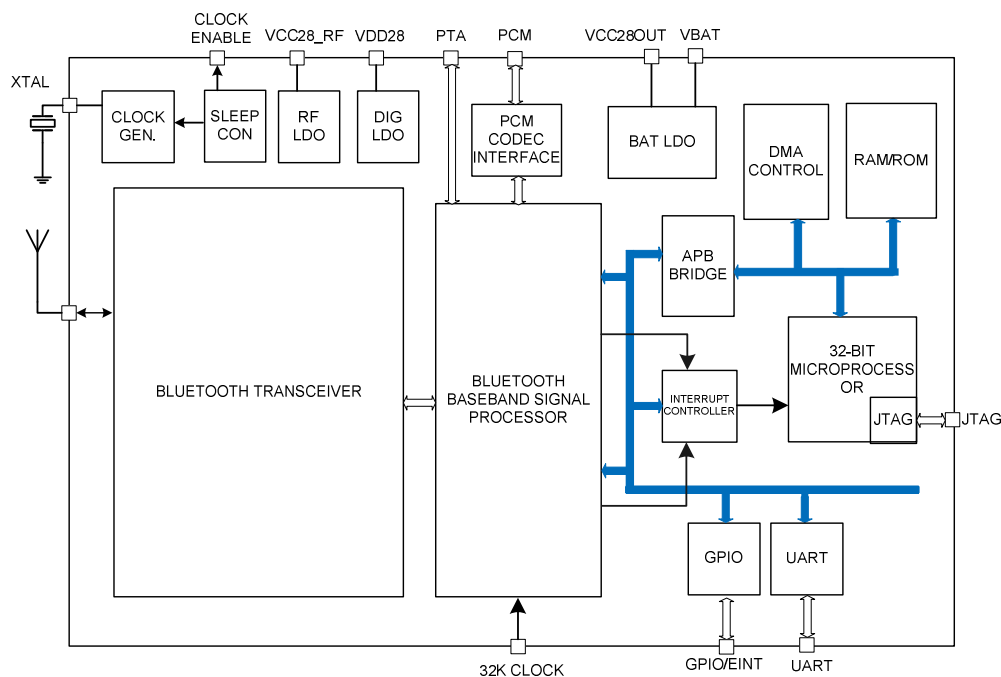 CLOCK
ENABLE
VCC28_RF
VDD28
PTA
PCM
VCC28OUT
VBAT
XTAL
CLOCK
GEN.
SLEEP
CON
RF
LDO
DIG
LDO
PCM
CODEC
INTERFACE
BAT LDO
DMA
CONTROL
RAM/ROM
APB
BRIDGE
BLUETOOTH TRANSCEIVER
BLUETOOTH
BASEBAND SIGNAL
PROCESSOR
INTERRUPT
CONTROLLER
32-BIT
MICROPROCESS
OR
JTAG
JTAG
GPIO
UART
32K CLOCK
GPIO/EINT
UART